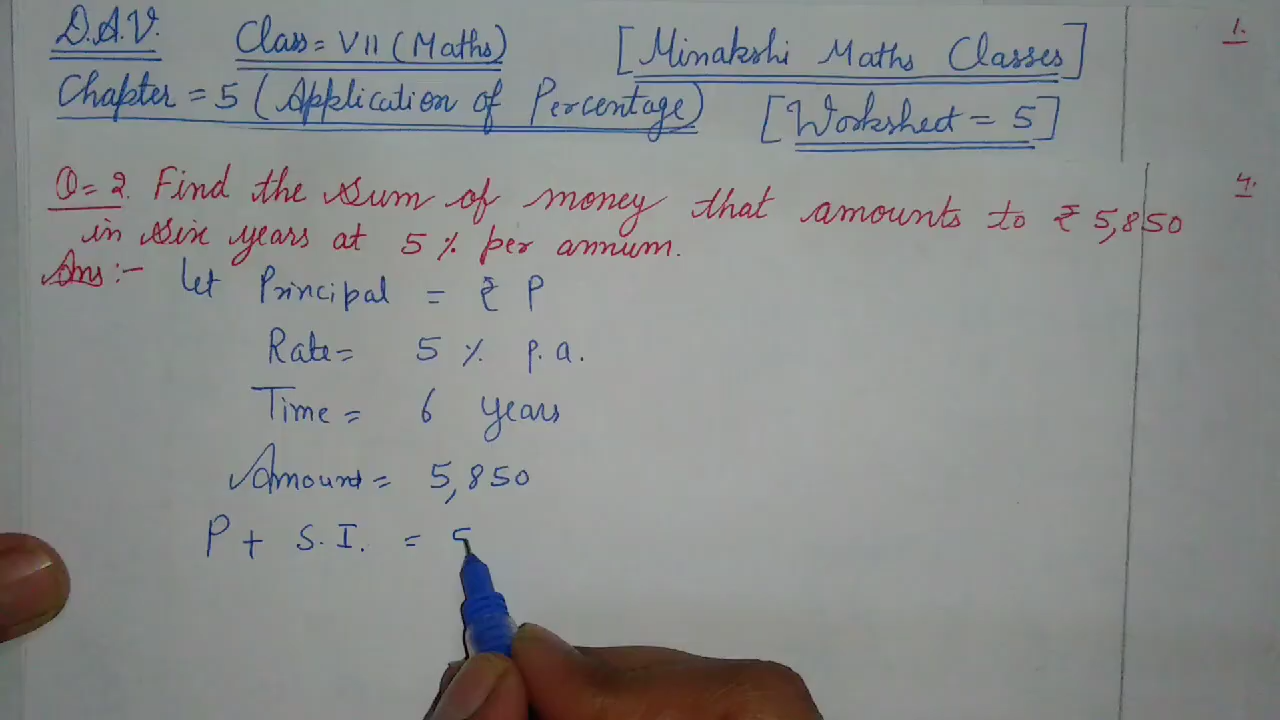 D.A.V. Class = VII (Maths) [Minakshi Maths Classes] 1.
Chapter = 5 (Application of Percentage) [Worksheet = 5]
Q=2. Find the sum of money that amounts to ₹ 5,850 4.
in six years at 5 % per annum.
Ans :- let Principal = ₹ P
Rate = 5 % p.a.
Time = 6 years
Amount = 5,850
P + S.I. = 5